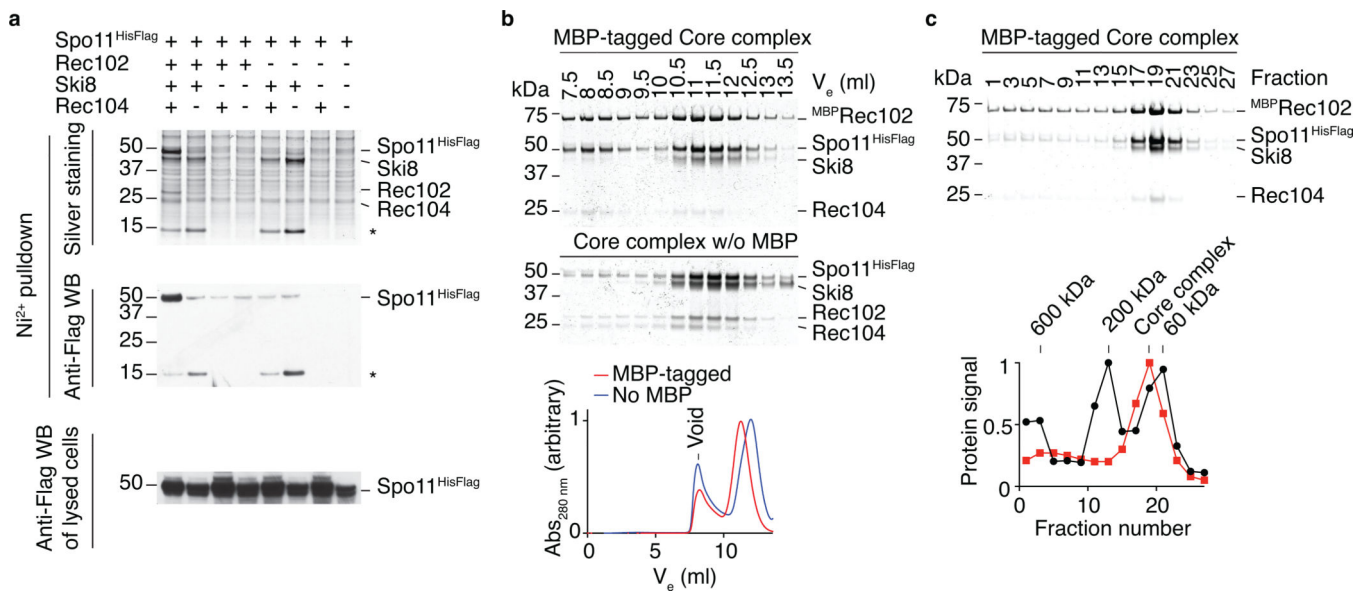 a
Spo11HisFlag + + + + + + + +
Rec102 + + + + - - - -
Ski8 + + - - + + - -
Rec104 + - + - + - + -
Ni2+ pulldown
Silver staining
50
37
25
15
Spo11HisFlag
Ski8
Rec102
Rec104
*
Anti-Flag WB
50
37
25
15
Spo11HisFlag
*
Anti-Flag WB
of lysed cells
50
Spo11HisFlag
b
MBP-tagged Core complex
kDa 7.5 8 8.5 9 9.5 10 10.5 11 11.5 12 12.5 13 13.5 Ve (ml)
75
50
37
25
MBPRec102
Spo11HisFlag
Ski8
Rec104
Core complex w/o MBP
50
37
25
Spo11HisFlag
Ski8
Rec102
Rec104
MBP-tagged
No MBP
Void
Abs280 nm (arbitrary)
1
0
0 5 10
Ve (ml)
c
MBP-tagged Core complex
kDa 1 3 5 7 9 11 13 15 17 19 21 23 25 27 Fraction
75
50
37
25
MBPRec102
Spo11HisFlag
Ski8
Rec104
600 kDa
200 kDa
Core complex
60 kDa
Protein signal
1
0.5
0
0 10 20
Fraction number